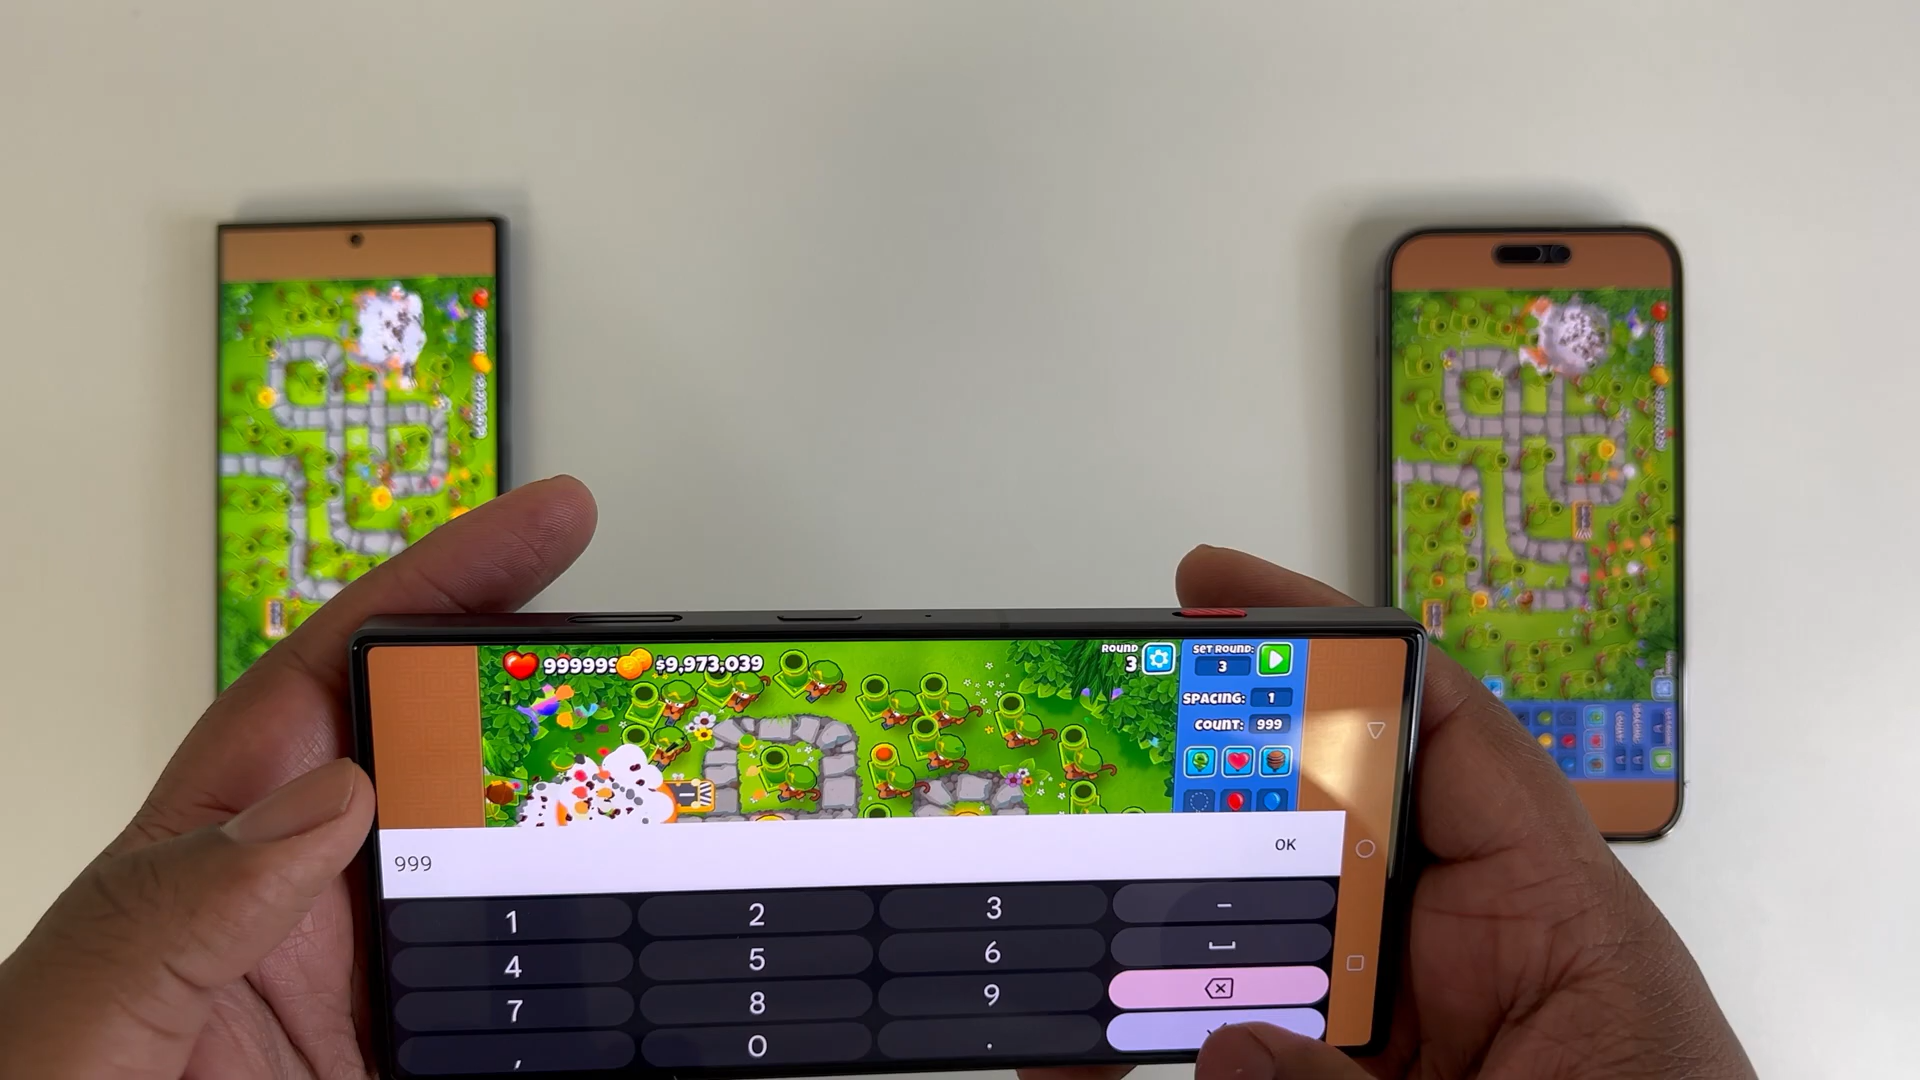 999999 $9,973,039
ROUND
3
SET ROUND:
3
SPACING: 1
COUNT: 999
999
OK
1 2 3 –
4 5 6
7 8 9
, 0 .